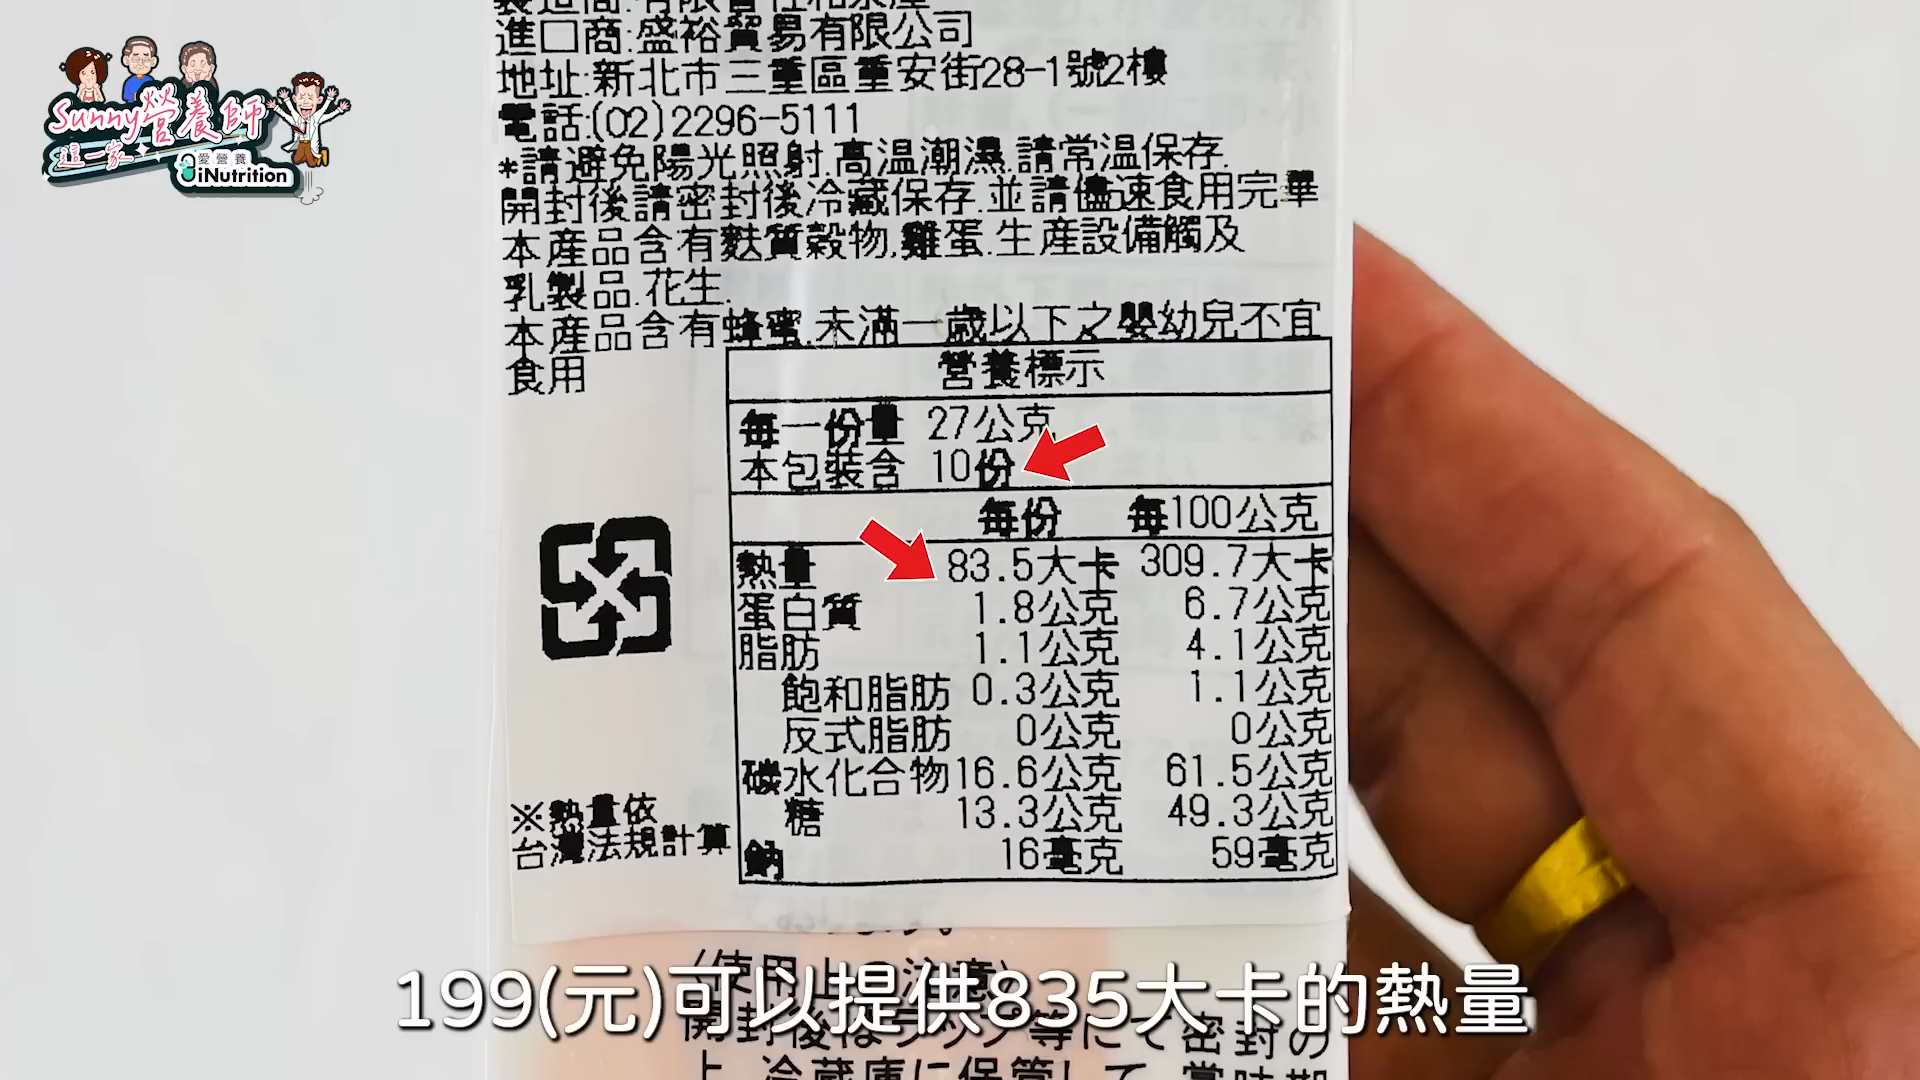 Sunny營養師
這一家
愛營養
iNutrition
進口商:盛裕貿易有限公司
地址:新北市三重區重安街28-1號2樓
電話:(02)2296-5111
*請避免陽光照射.高溫潮濕.請常溫保存.
開封後請密封後冷藏保存.並請儘速食用完畢
本產品含有麩質穀物,雞蛋.生產設備觸及
乳製品.花生.
本產品含有蜂蜜.未滿一歲以下之嬰幼兒不宜
食用
營養標示
每一份量 27公克
本包裝含 10份
每份 每100公克
熱量 83.5大卡 309.7大卡
蛋白質 1.8公克 6.7公克
脂肪 1.1公克 4.1公克
飽和脂肪 0.3公克 1.1公克
反式脂肪 0公克 0公克
碳水化合物 16.6公克 61.5公克
糖 13.3公克 49.3公克
鈉 16毫克 59毫克
※熱量依
台灣法規計算
199(元)可以提供835大卡的熱量